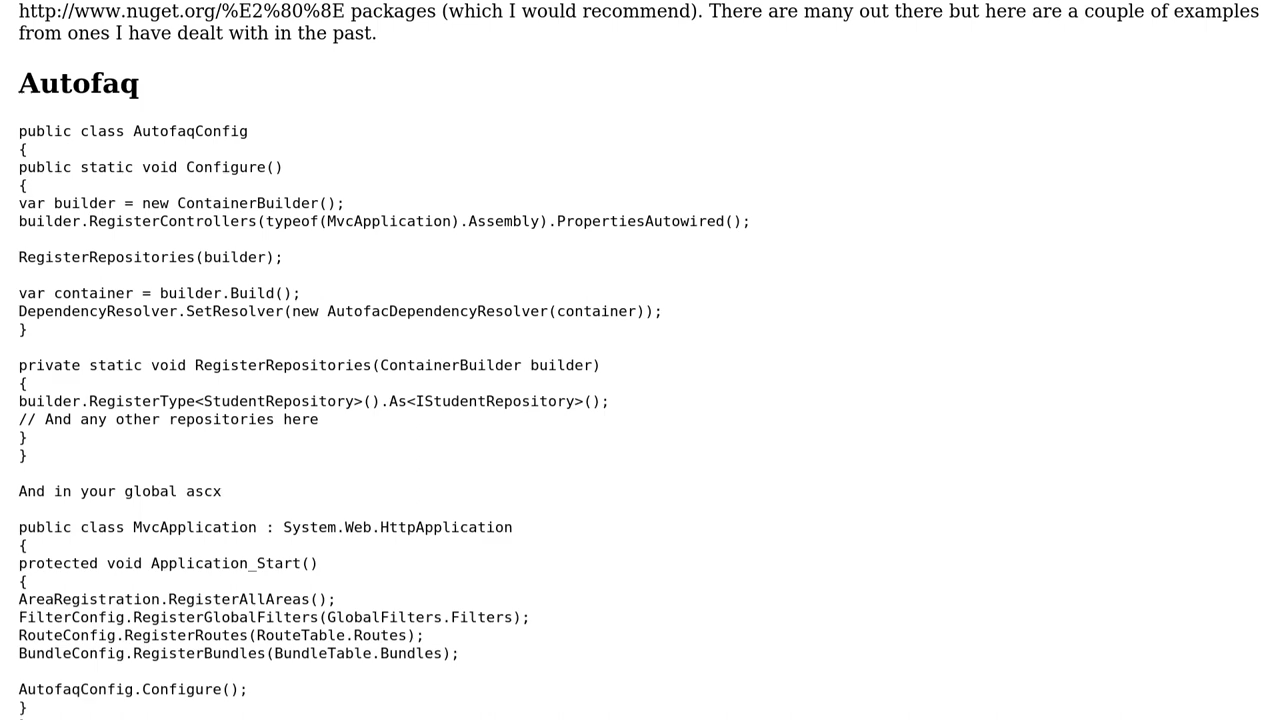 http://www.nuget.org/%E2%80%8E packages (which I would recommend). There are many out there but here are a couple of examples
from ones I have dealt with in the past.
Autofaq
public class AutofaqConfig
{
public static void Configure()
{
var builder = new ContainerBuilder();
builder.RegisterControllers(typeof(MvcApplication).Assembly).PropertiesAutowired();
RegisterRepositories(builder);
var container = builder.Build();
DependencyResolver.SetResolver(new AutofacDependencyResolver(container));
}
private static void RegisterRepositories(ContainerBuilder builder)
{
builder.RegisterType<StudentRepository>().As<IStudentRepository>();
// And any other repositories here
}
}
And in your global ascx
public class MvcApplication : System.Web.HttpApplication
{
protected void Application_Start()
{
AreaRegistration.RegisterAllAreas();
FilterConfig.RegisterGlobalFilters(GlobalFilters.Filters);
RouteConfig.RegisterRoutes(RouteTable.Routes);
BundleConfig.RegisterBundles(BundleTable.Bundles);
AutofaqConfig.Configure();
}